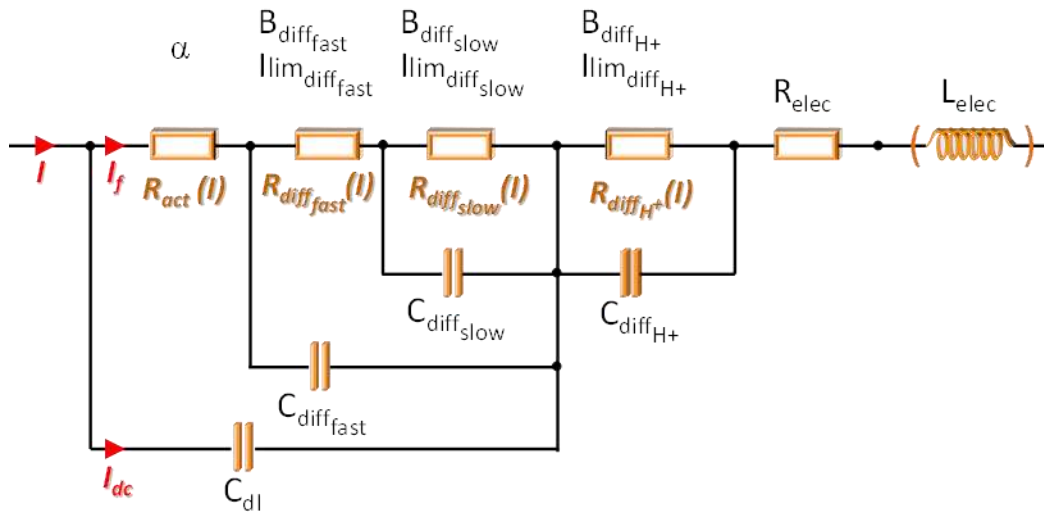 α
B_diff_fast
Ilim_diff_fast
B_diff_slow
Ilim_diff_slow
B_diff_H+
Ilim_diff_H+
R_elec
L_elec
I
I_f
R_act (I)
R_diff_fast(I)
R_diff_slow(I)
R_diff_H+(I)
C_diff_slow
C_diff_H+
C_diff_fast
I_dc
C_dl